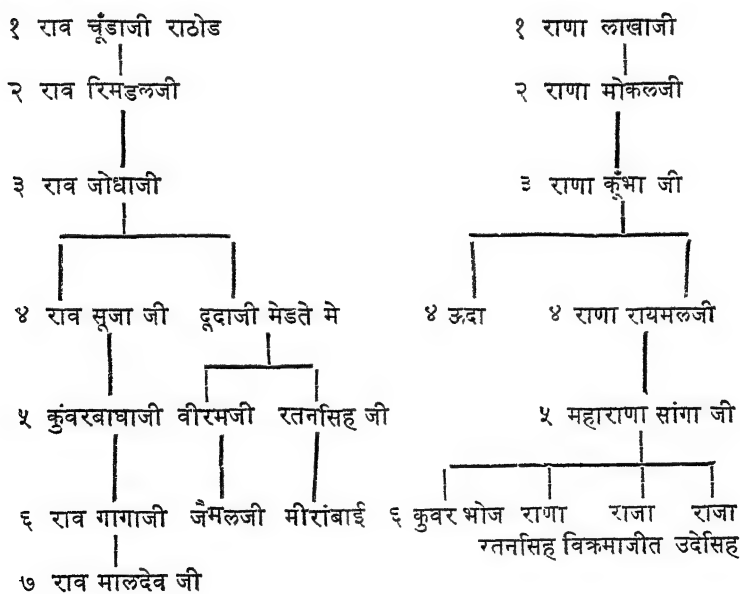 १ राव चूंडाजी राठोड १ राणा लाखाजी
२ राव रिमडलजी २ राणा मोकलजी
३ राव जोधाजी ३ राणा कूंभा जी
४ राव सूजा जी दूदाजी मेडते मे ४ ऊदा ४ राणा रायमलजी
५ कुंवरबाघाजी वीरमजी रतनसिह जी ५ महाराणा सांगा जी
६ राव गागाजी जैमलजी मीरांबाई ६ कुवर भोज राणा राजा राजा
रतनसिह विक्रमाजीत उदेसिह
७ राव मालदेव जी